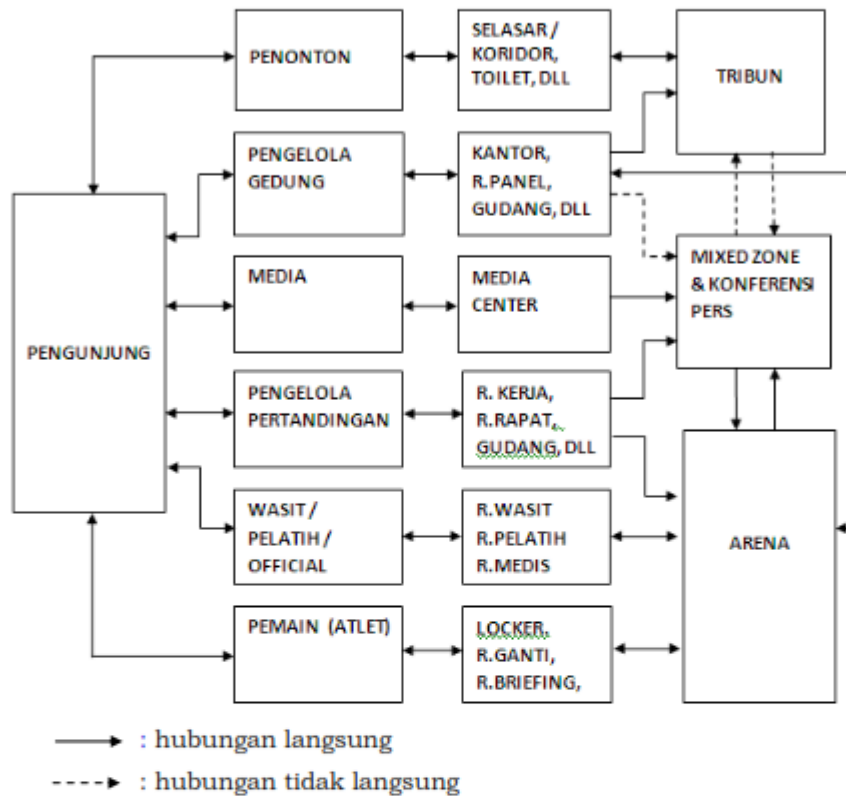 PENONTON
SELASAR /
KORIDOR,
TOILET, DLL
TRIBUN
PENGELOLA
GEDUNG
KANTOR,
R.PANEL,
GUDANG, DLL
MEDIA
MEDIA
CENTER
MIXED ZONE
& KONFERENSI
PERS
PENGUNJUNG
PENGELOLA
PERTANDINGAN
R. KERJA,
R.RAPAT,
GUDANG, DLL
WASIT /
PELATIH /
OFFICIAL
R.WASIT
R.PELATIH
R.MEDIS
ARENA
PEMAIN (ATLET)
LOCKER,
R.GANTI,
R.BRIEFING,
: hubungan langsung
: hubungan tidak langsung